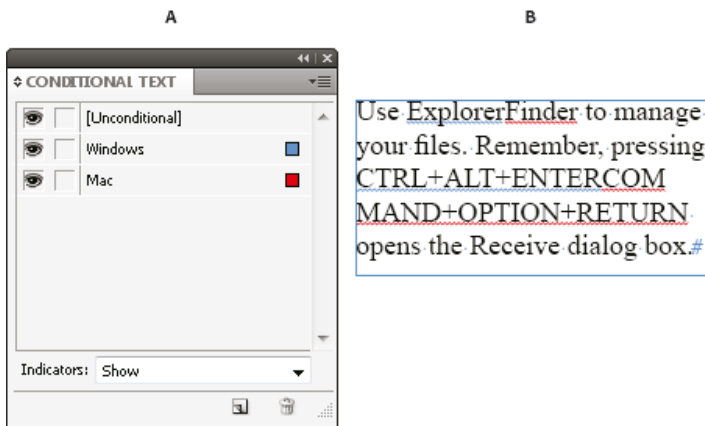 A
B
CONDITIONAL TEXT
[Unconditional]
Windows
Mac
Indicators: Show
Use ExplorerFinder to manage
your files. Remember, pressing
CTRL+ALT+ENTERCOM
MAND+OPTION+RETURN
opens the Receive dialog box.#